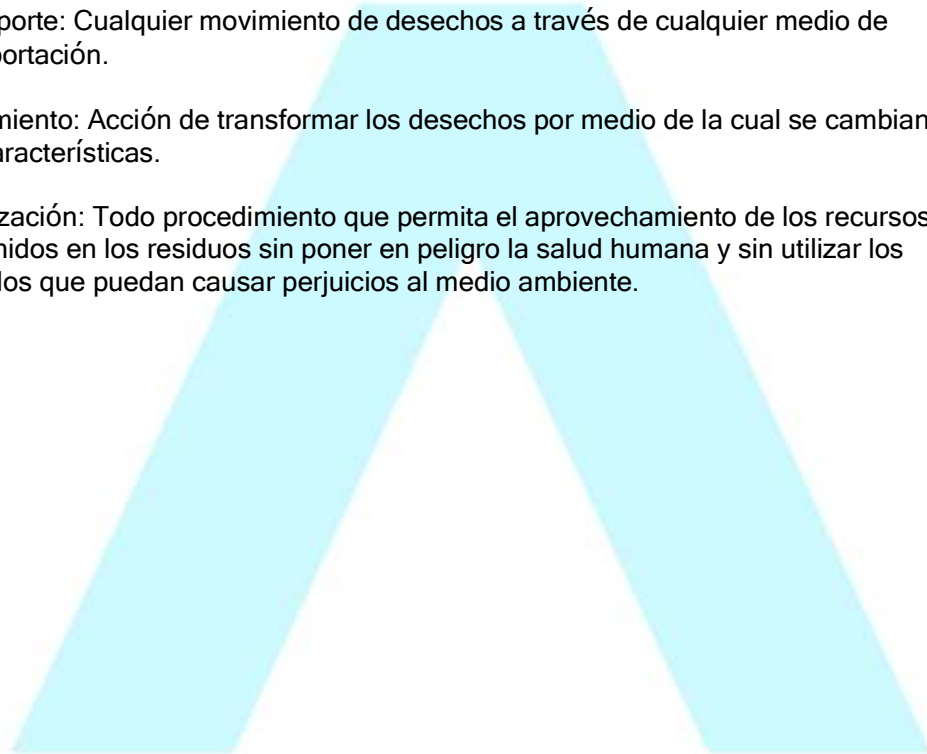 porte: Cualquier movimiento de desechos a través de cualquier medio de
portación.
miento: Acción de transformar los desechos por medio de la cual se cambian
aracterísticas.
zación: Todo procedimiento que permita el aprovechamiento de los recursos
nidos en los residuos sin poner en peligro la salud humana y sin utilizar los
dos que puedan causar perjuicios al medio ambiente.